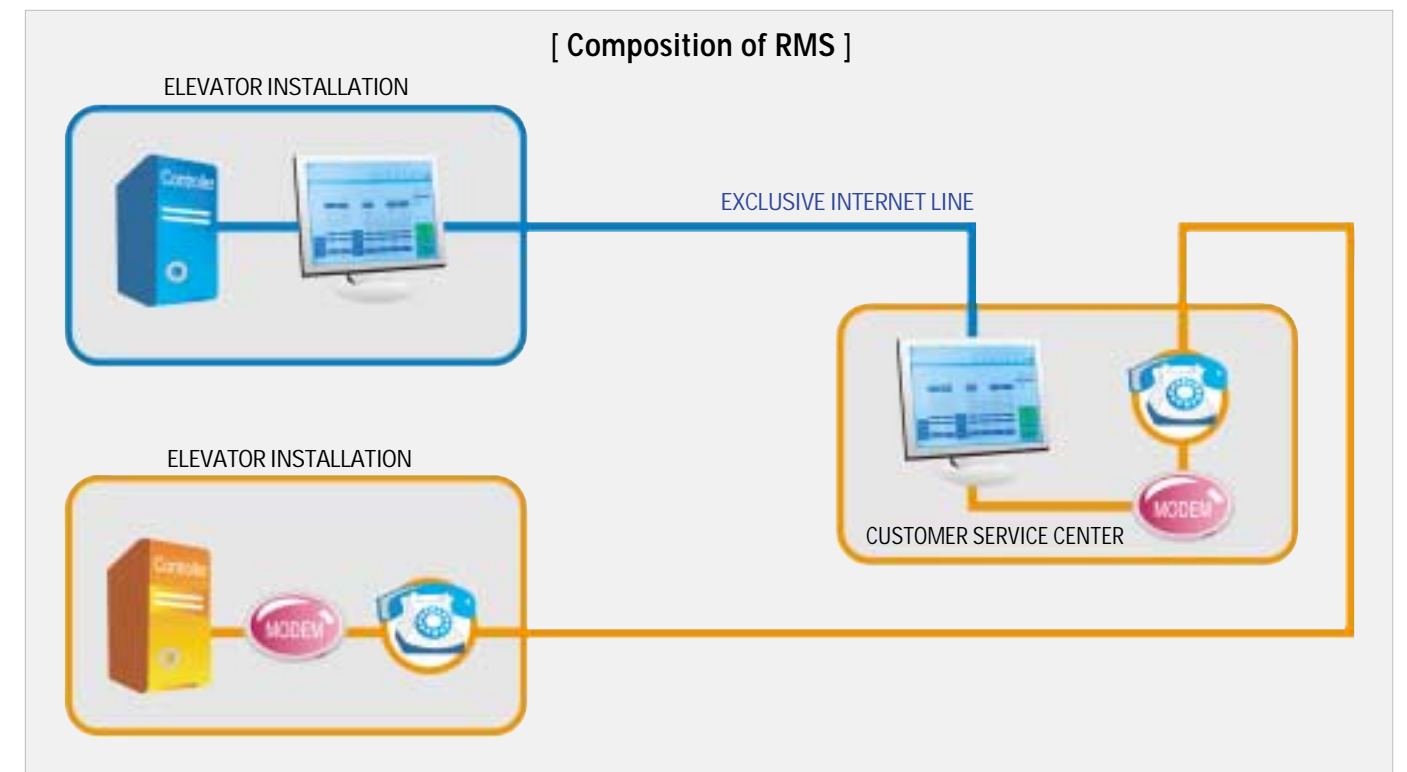 [ Composition of RMS ]
ELEVATOR INSTALLATION
Controller
EXCLUSIVE INTERNET LINE
ELEVATOR INSTALLATION
Controller
MODEM
MODEM
CUSTOMER SERVICE CENTER